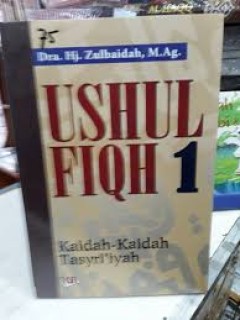 75
Dra. Hj. Zulbaidah, M.Ag.
USHUL
FIQH 1
Kaidah-Kaidah
Tasyri'iyah